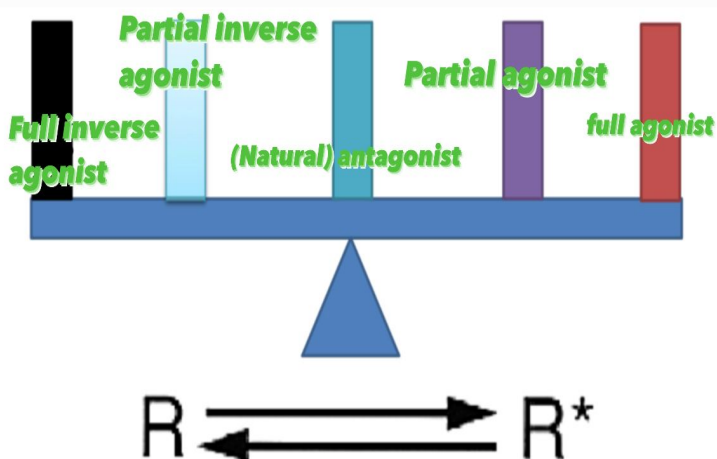 Partial inverse
agonist
Partial agonist
Full inverse
agonist
(Natural) antagonist
full agonist
R R*